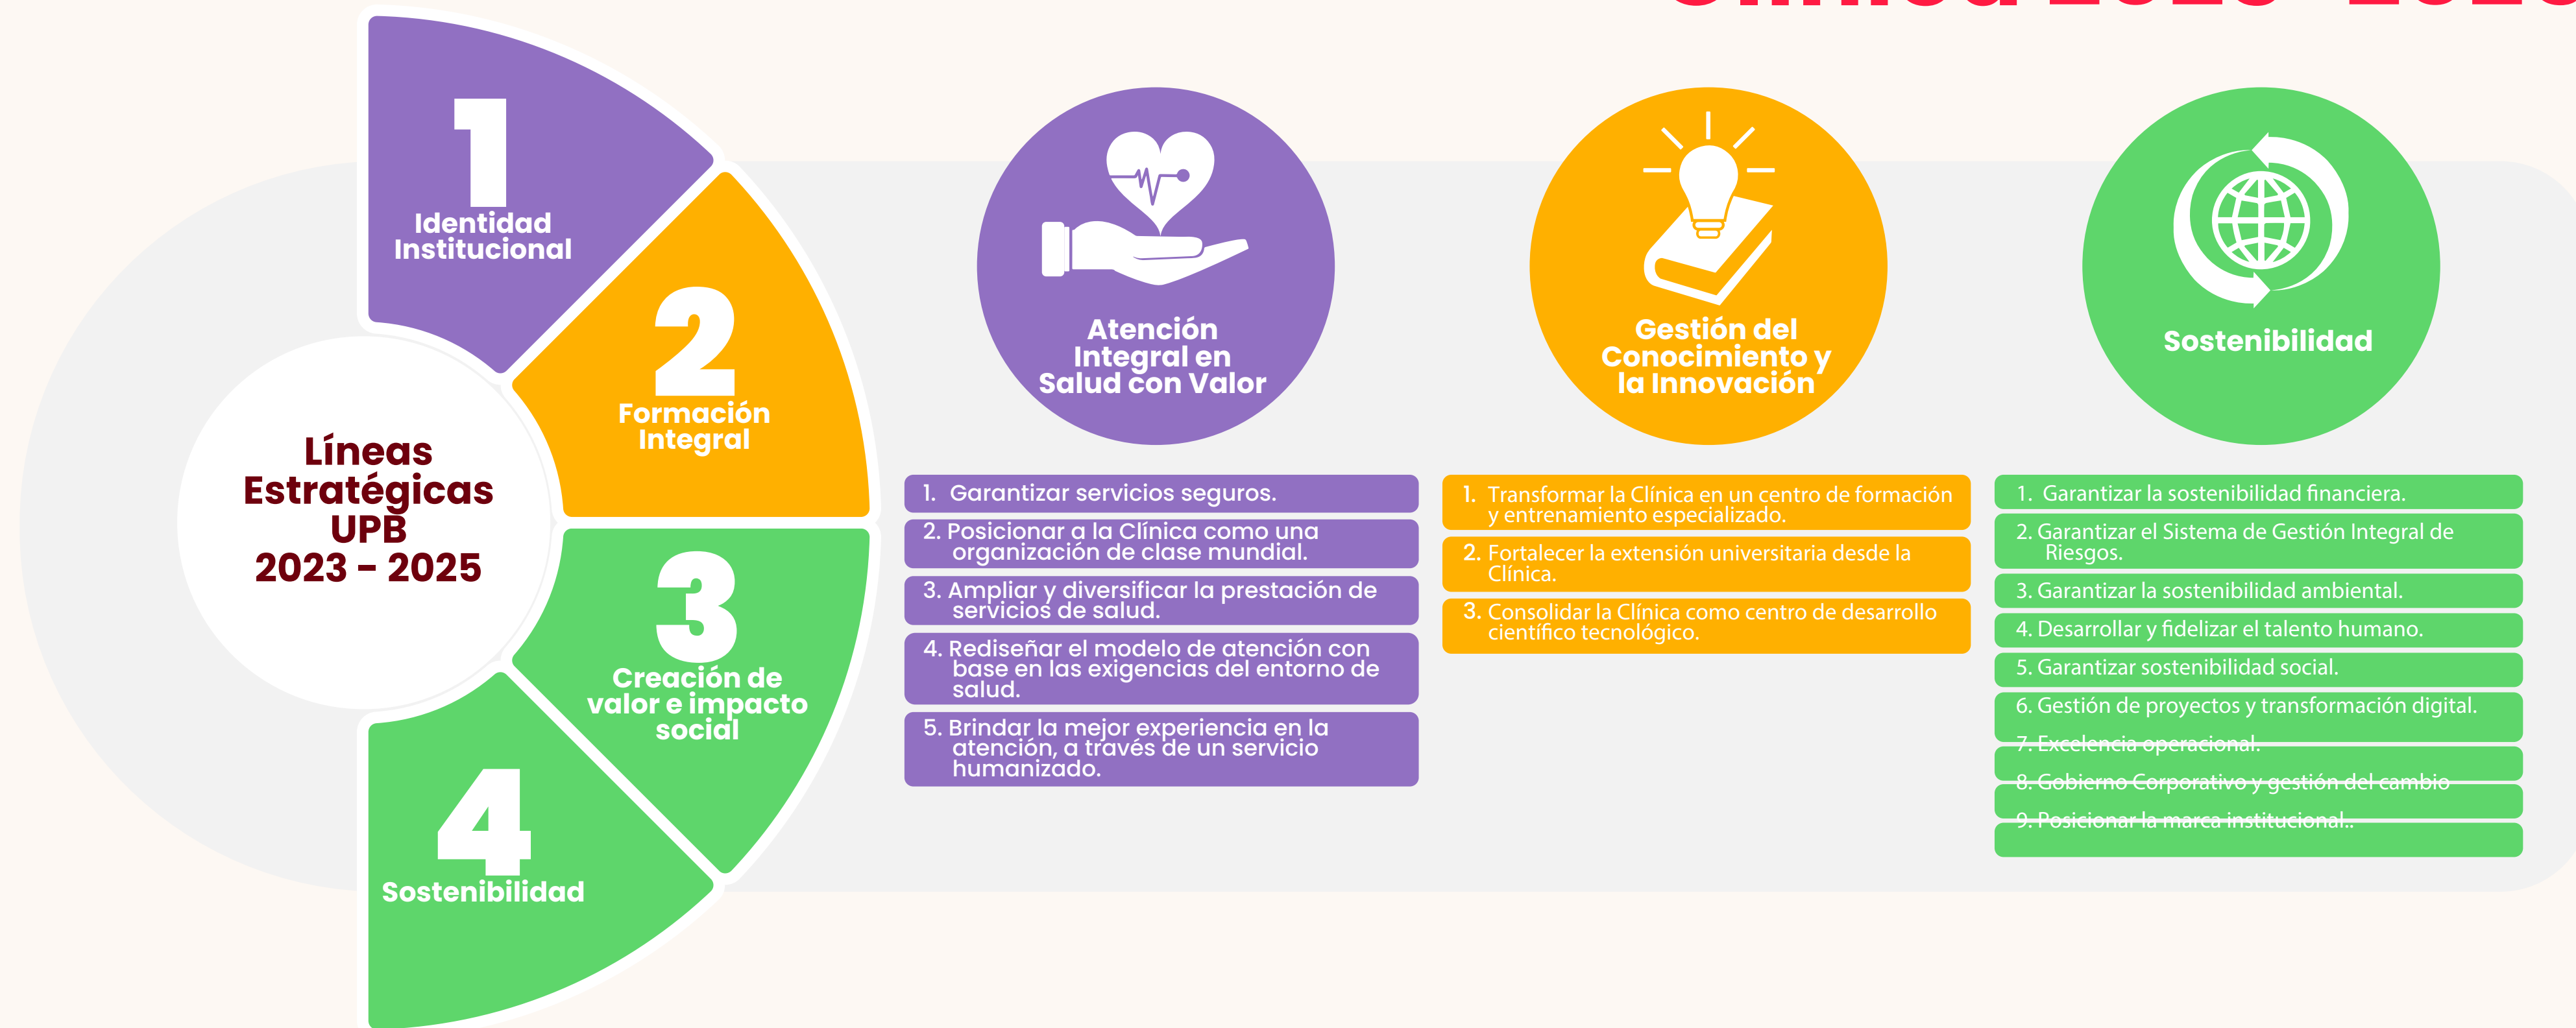 1
Identidad
Institucional
2
Formación
Integral
3
Creación de
valor e impacto
social
4
Sostenibilidad
Líneas
Estratégicas
UPB
2023 - 2025
Atención
Integral en
Salud con Valor
1. Garantizar servicios seguros.
2. Posicionar a la Clínica como una
organización de clase mundial.
3. Ampliar y diversificar la prestación de
servicios de salud.
4. Rediseñar el modelo de atención con
base en las exigencias del entorno de
salud.
5. Brindar la mejor experiencia en la
atención, a través de un servicio
humanizado.
Gestión del
Conocimiento y
la Innovación
1. Transformar la Clínica en un centro de formación
y entrenamiento especializado.
2. Fortalecer la extensión universitaria desde la
Clínica.
3. Consolidar la Clínica como centro de desarrollo
científico tecnológico.
Sostenibilidad
1. Garantizar la sostenibilidad financiera.
2. Garantizar el Sistema de Gestión Integral de
Riesgos.
3. Garantizar la sostenibilidad ambiental.
4. Desarrollar y fidelizar el talento humano.
5. Garantizar sostenibilidad social.
6. Gestión de proyectos y transformación digital.
7. Excelencia operacional.
8. Gobierno Corporativo y gestión del cambio
9. Posicionar la marca institucional..